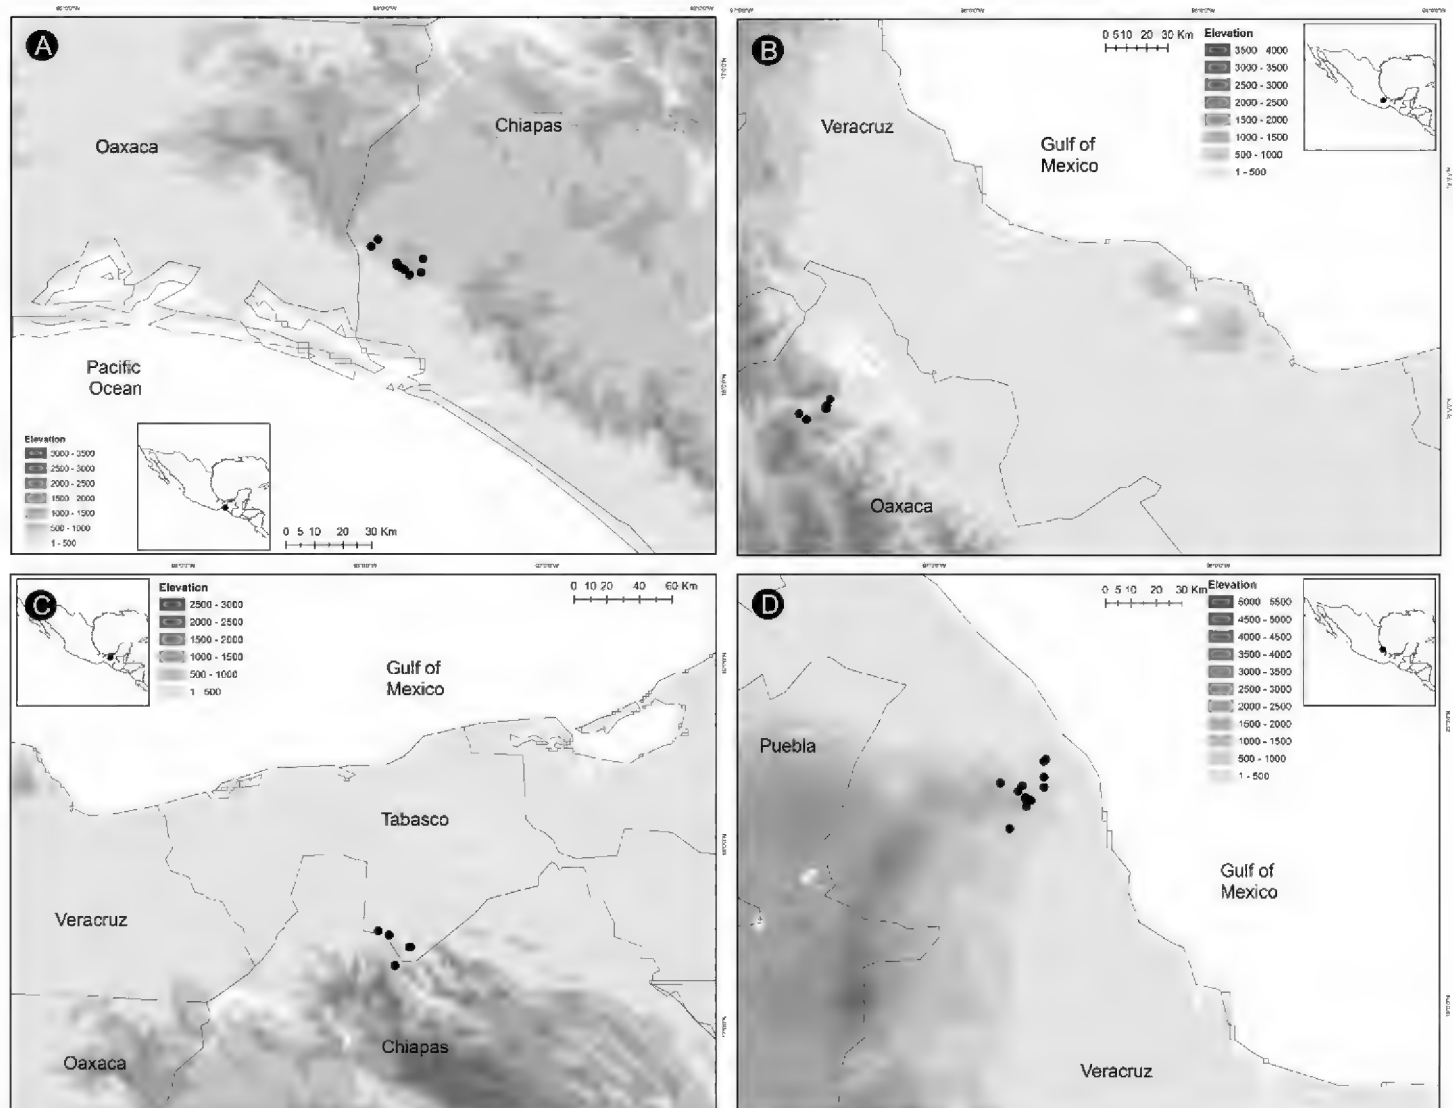 A
Oaxaca
Chiapas
Pacific
Ocean
Elevation
3000 - 3500
2500 - 3000
2000 - 2500
1500 - 2000
1000 - 1500
500 - 1000
1 - 500
0 5 10 20 30 Km
B
Veracruz
Gulf of
Mexico
Oaxaca
0 5 10 20 30 Km
Elevation
3500 - 4000
3000 - 3500
2500 - 3000
2000 - 2500
1500 - 2000
1000 - 1500
500 - 1000
1 - 500
C
Elevation
2500 - 3000
2000 - 2500
1500 - 2000
1000 - 1500
500 - 1000
1 - 500
0 10 20 40 60 Km
Gulf of
Mexico
Tabasco
Veracruz
Oaxaca
Chiapas
D
0 5 10 20 30 Km
Elevation
5000 - 5500
4500 - 5000
4000 - 4500
3500 - 4000
3000 - 3500
2500 - 3000
2000 - 2500
1500 - 2000
1000 - 1500
500 - 1000
1 - 500
Puebla
Gulf of
Mexico
Veracruz